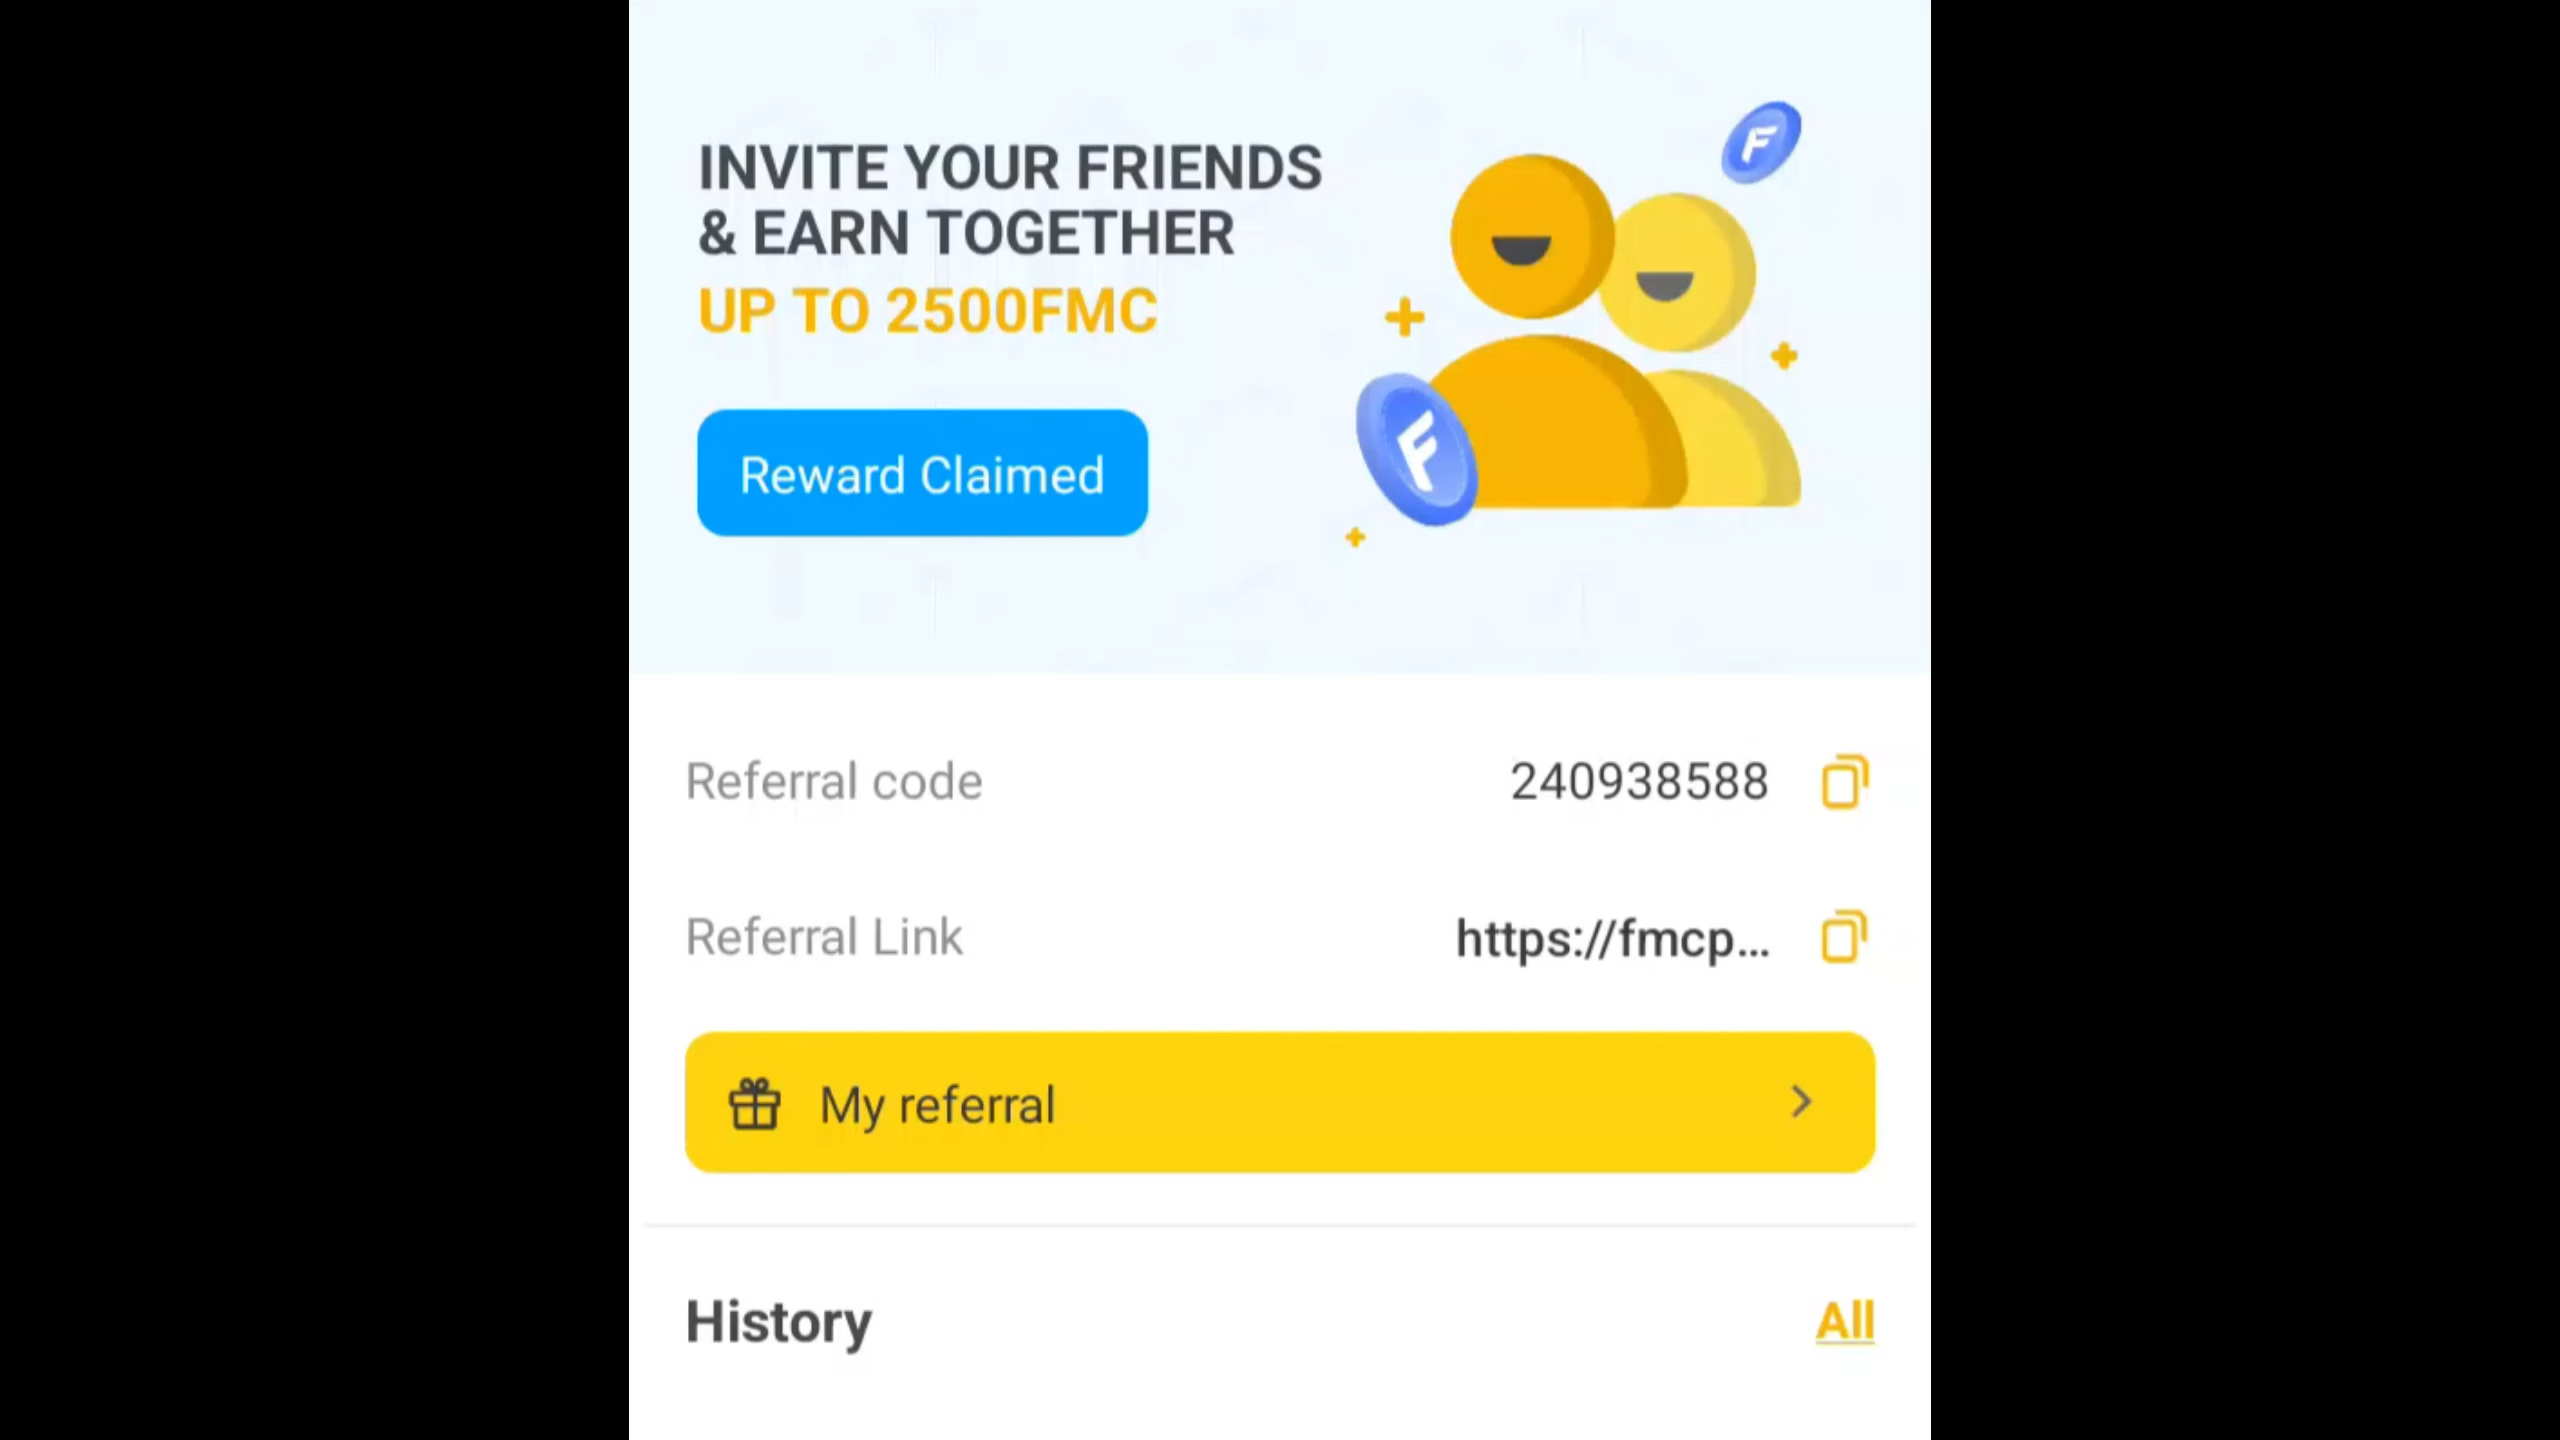 INVITE YOUR FRIENDS
& EARN TOGETHER
UP TO 2500FMC
Reward Claimed
Referral code 240938588
Referral Link https://fmcp...
My referral
History All